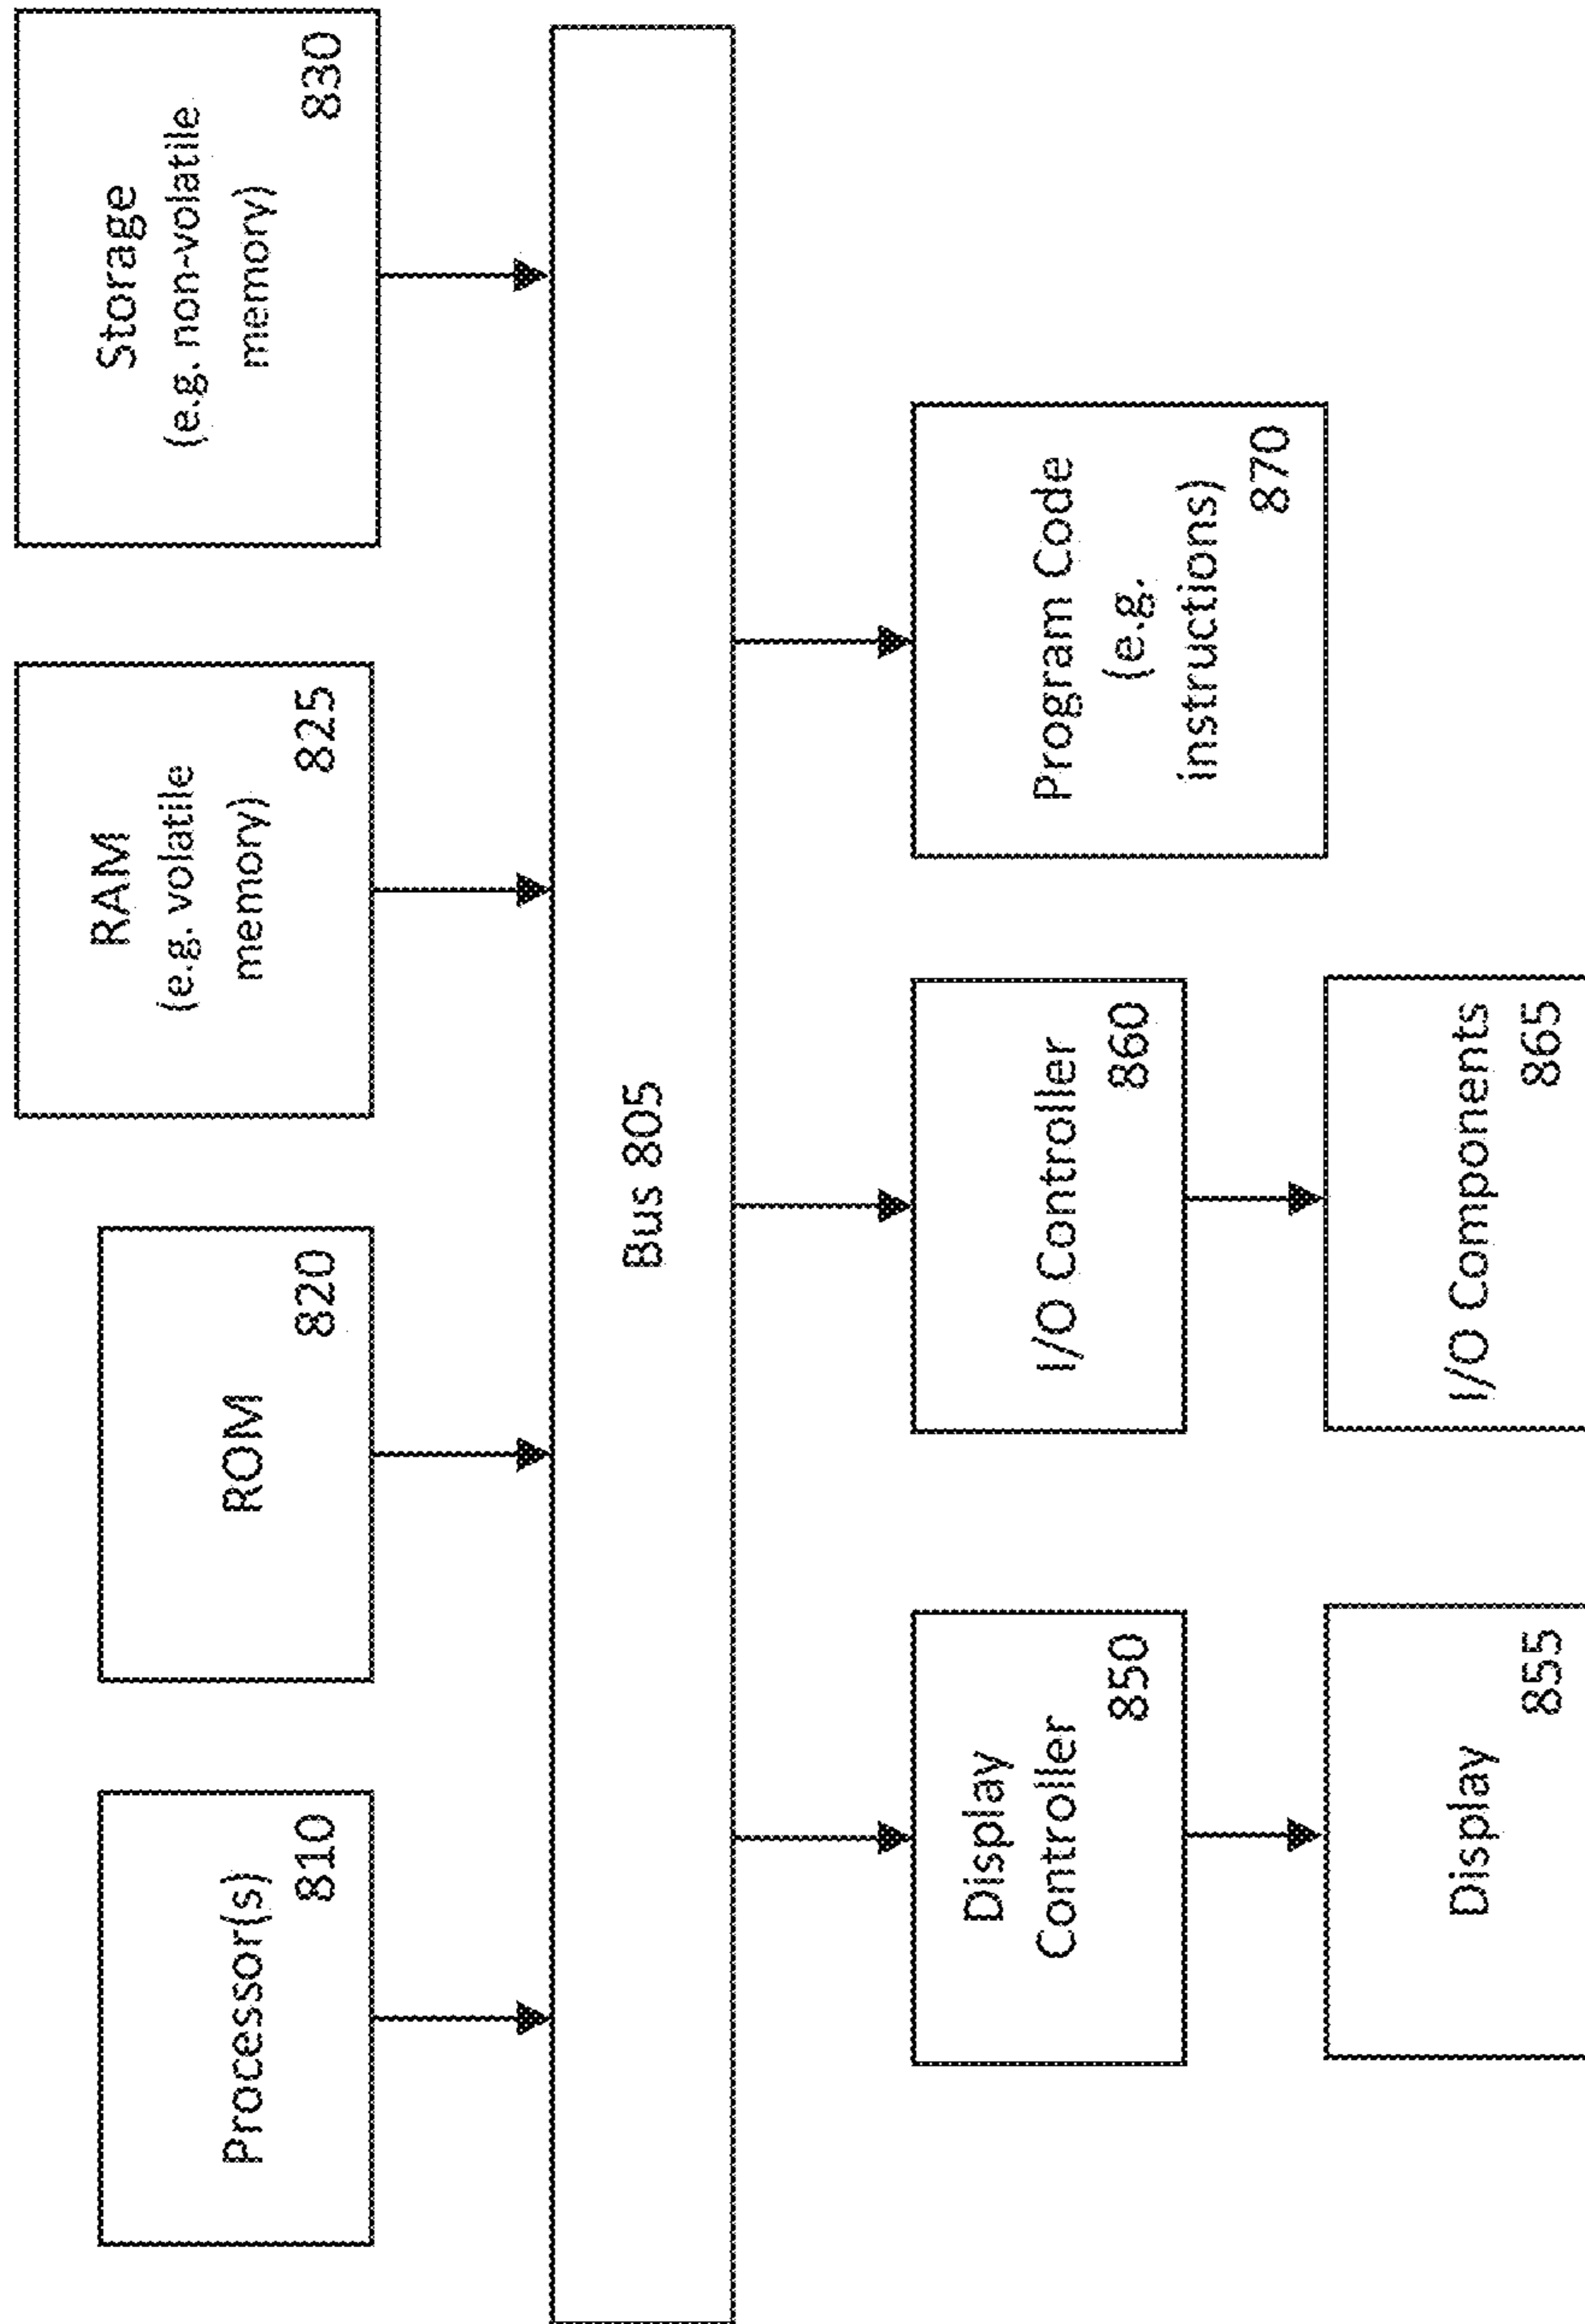 Processor(s)
810
ROM
820
RAM
(e.g. volatile
memory)
825
Storage
(e.g. non-volatile
memory)
830
Bus 805
Display
Controller
850
I/O Controller
860
Program Code
(e.g.
instructions)
870
Display
855
I/O Components
865